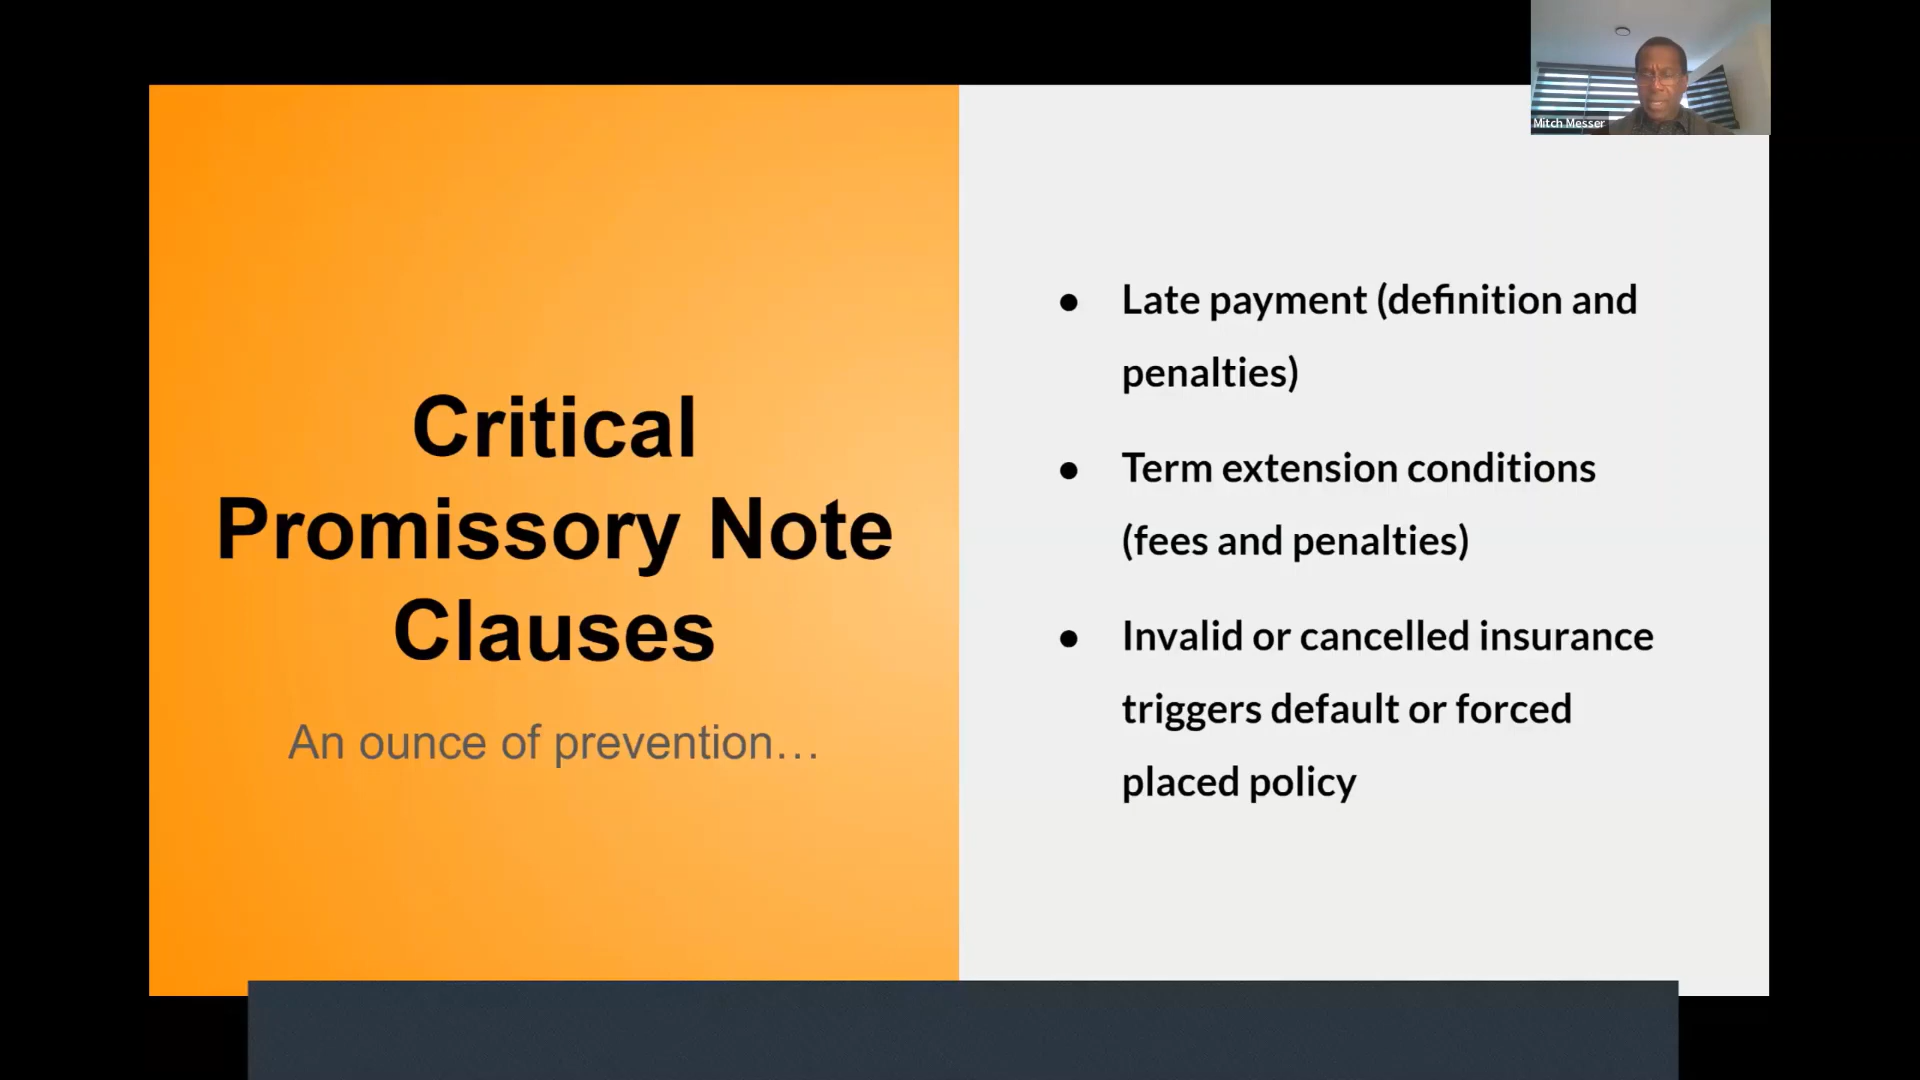 Mitch Messer
Critical
Promissory Note
Clauses
An ounce of prevention…
● Late payment (definition and
penalties)
● Term extension conditions
(fees and penalties)
● Invalid or cancelled insurance
triggers default or forced
placed policy